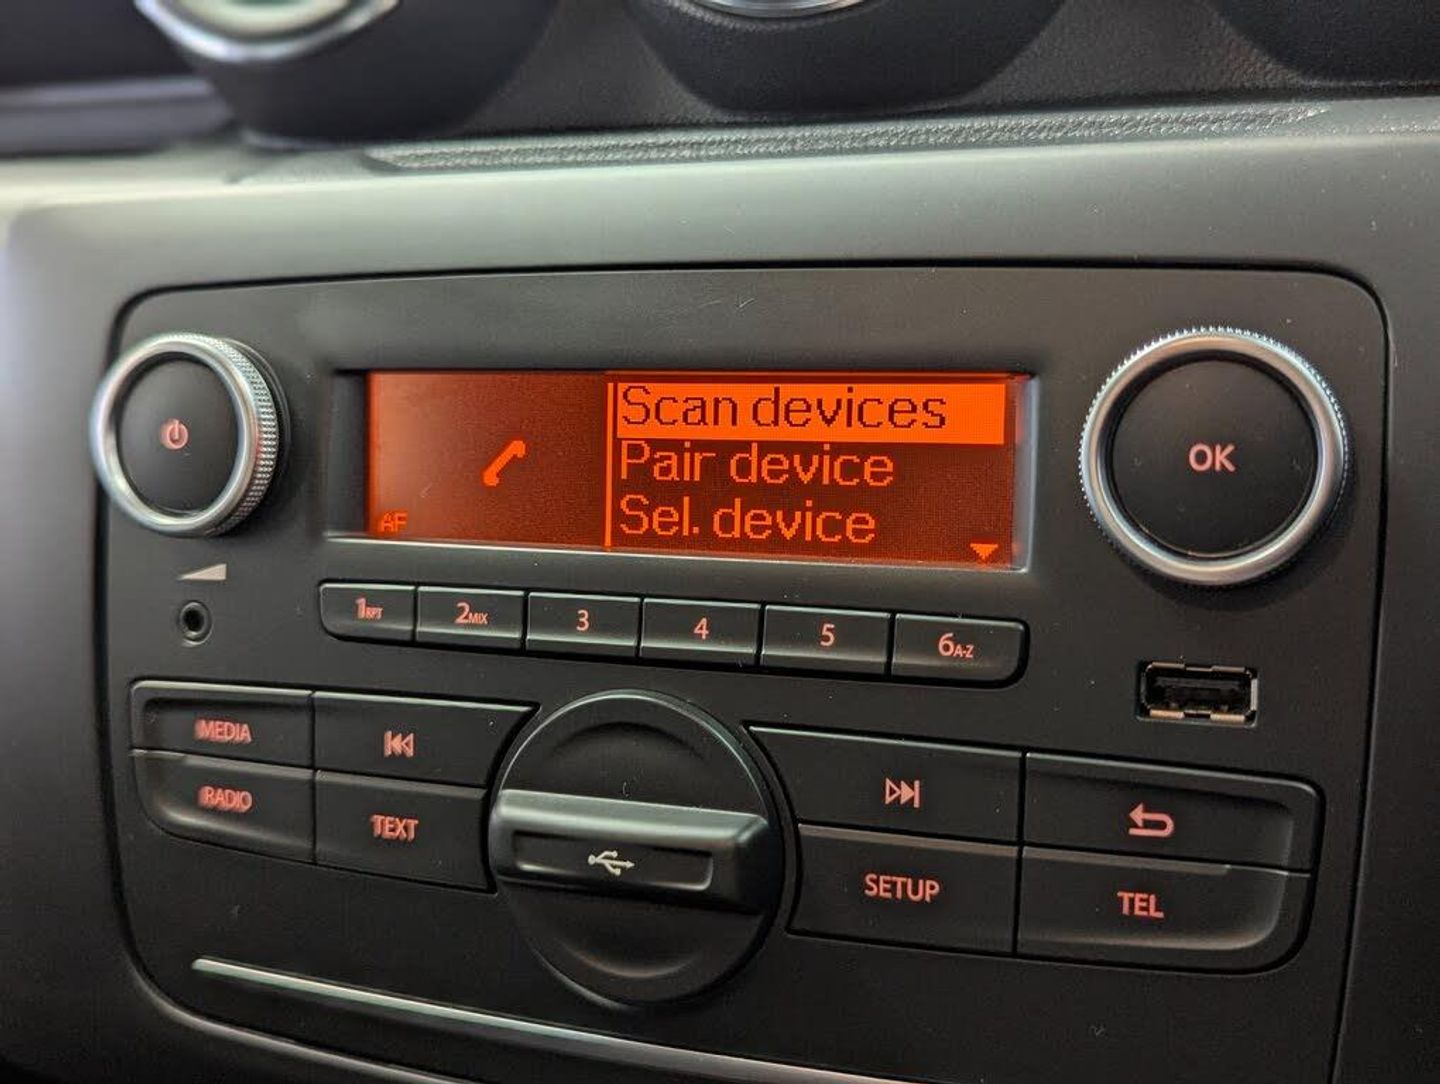 Scan devices
Pair device
Sel. device
AF
OK
1RPT
2MIX
3
4
5
6A-Z
MEDIA
RADIO
TEXT
SETUP
TEL